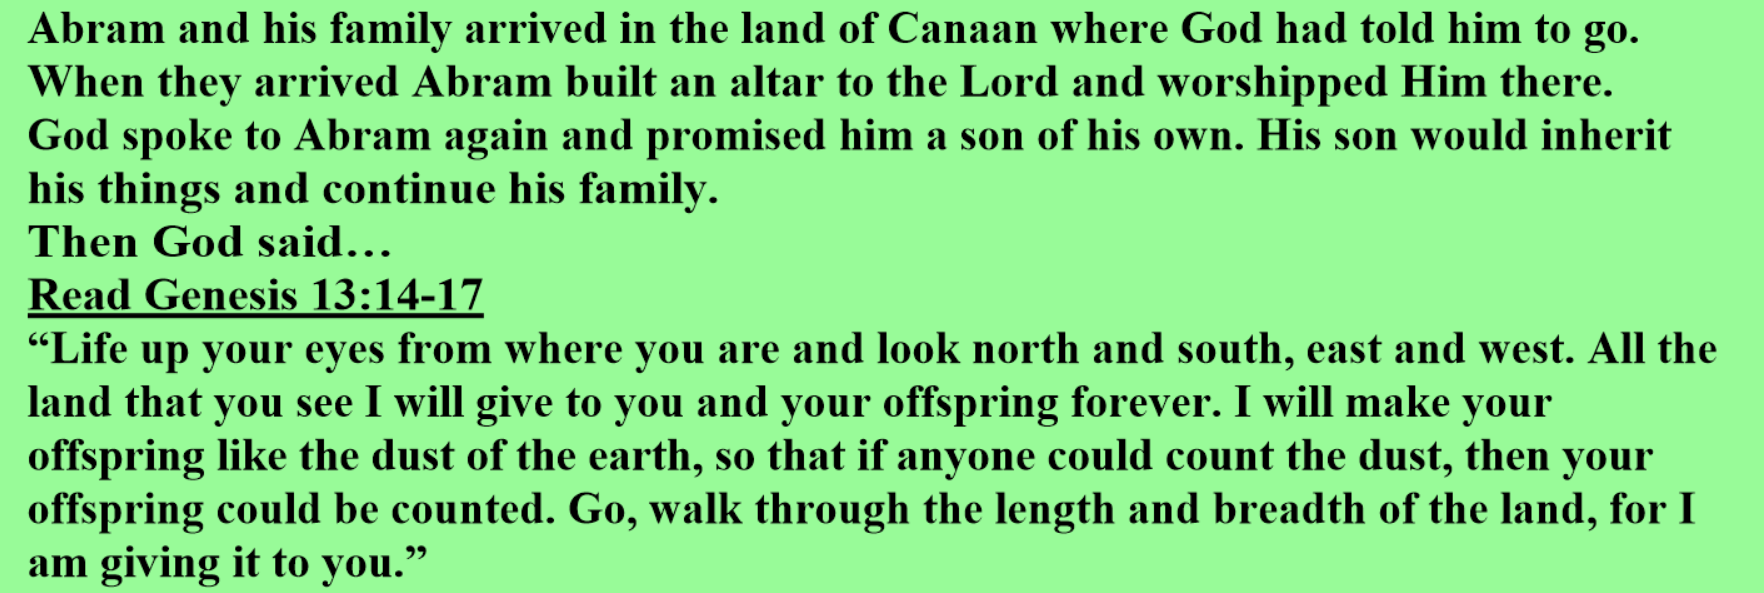 Abram and his family arrived in the land of Canaan where God had told him to go.
When they arrived Abram built an altar to the Lord and worshipped Him there.
God spoke to Abram again and promised him a son of his own. His son would inherit
his things and continue his family.
Then God said…
Read Genesis 13:14-17
“Life up your eyes from where you are and look north and south, east and west. All the
land that you see I will give to you and your offspring forever. I will make your
offspring like the dust of the earth, so that if anyone could count the dust, then your
offspring could be counted. Go, walk through the length and breadth of the land, for I
am giving it to you.”